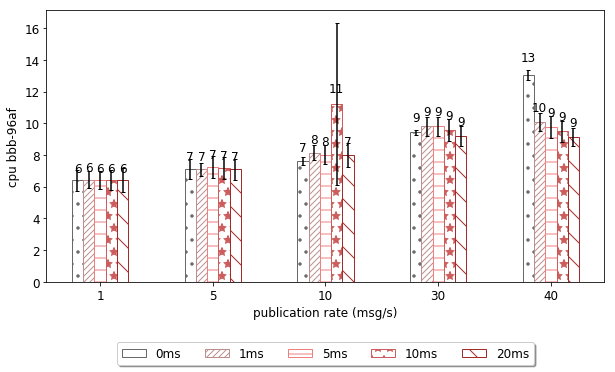 16
14
12
10
8
6
4
2
0
cpu bbb-96af
6 6 6 6 6
7 7 7 7 7
7 8 8 11 7
9 9 9 9 9
13 10 9 9 9
1 5 10 30 40
publication rate (msg/s)
0ms 1ms 5ms 10ms 20ms